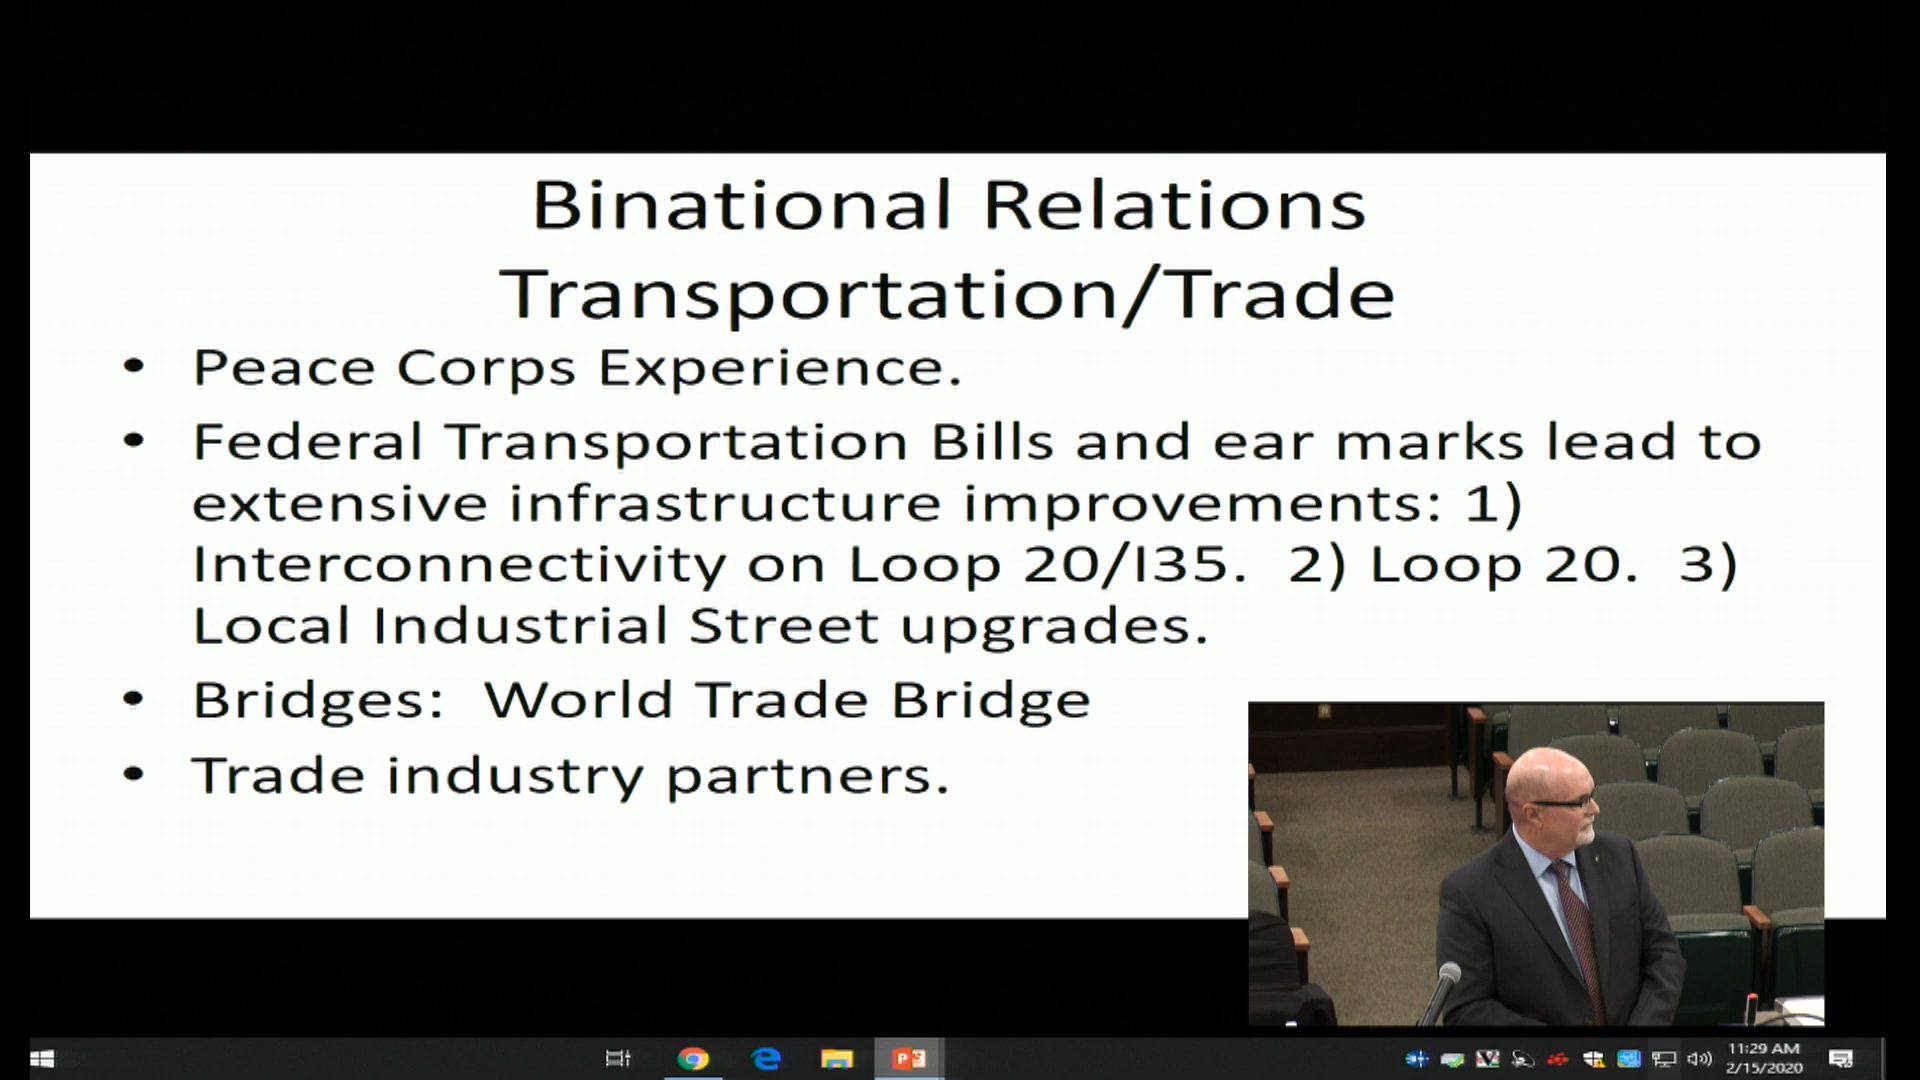 Binational Relations
Transportation/Trade
• Peace Corps Experience.
• Federal Transportation Bills and ear marks lead to
extensive infrastructure improvements: 1)
Interconnectivity on Loop 20/I35.  2) Loop 20.  3)
Local Industrial Street upgrades.
• Bridges:  World Trade Bridge
• Trade industry partners.
11:29 AM
2/15/2020